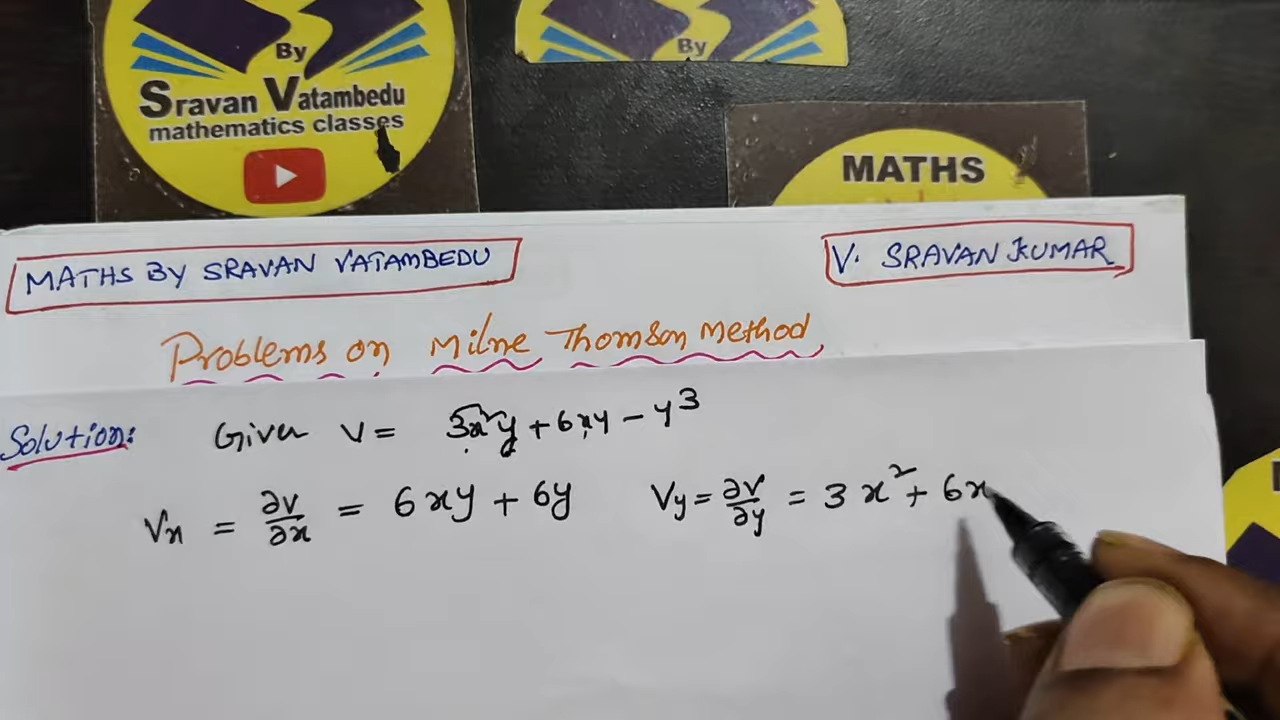 By
Sravan Vatambedu
mathematics classes
By
MATHS
MATHS BY SRAVAN VATAMBEDU
V. SRAVAN KUMAR
Problems on Milne Thomson Method
Solution: Given v = 3x²y + 6xy - y³
Vx = ∂v/∂x = 6xy + 6y Vy = ∂v/∂y = 3x² + 6x